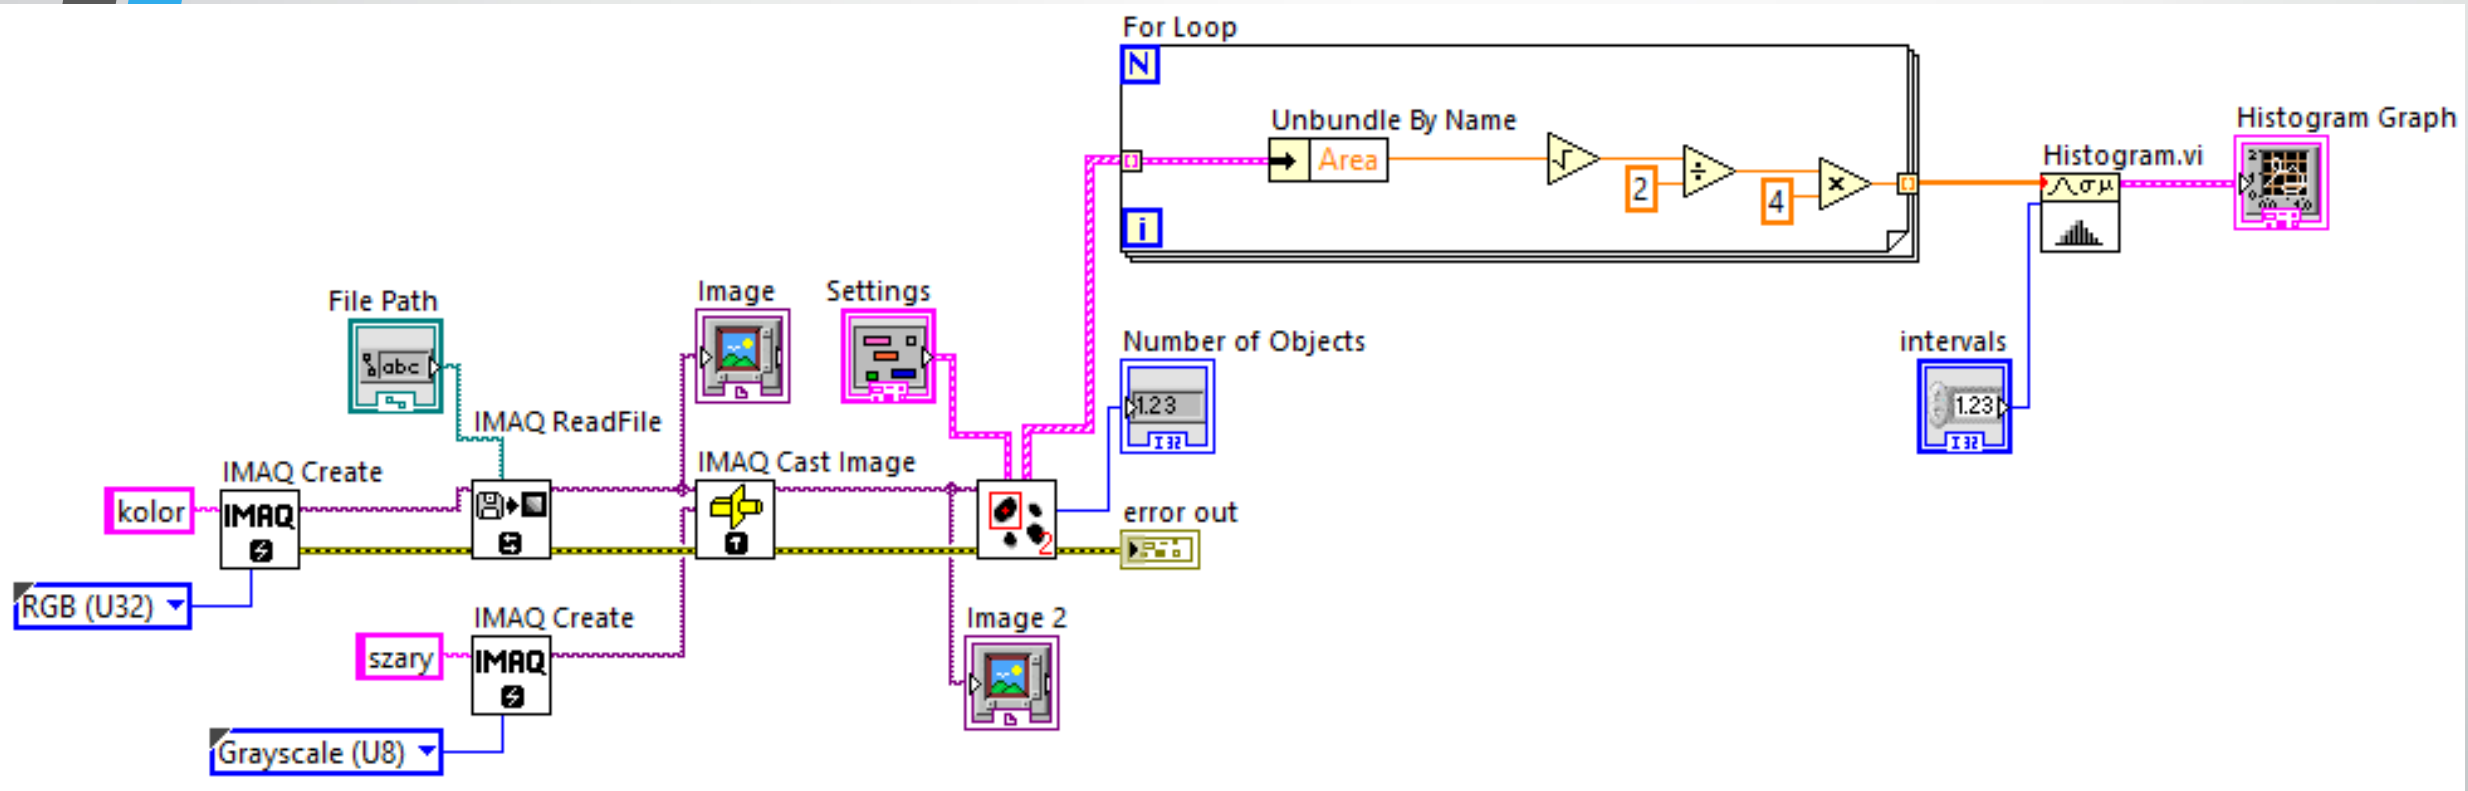 For Loop
N
Unbundle By Name
Area
2
4
i
Histogram.vi
Histogram Graph
File Path
abc
Image
Settings
Number of Objects
1.23
I32
intervals
1.23
I32
IMAQ ReadFile
IMAQ Create
IMAQ Cast Image
kolor
IMAQ
2
error out
RGB (U32)
IMAQ Create
Image 2
szary
IMAQ
Grayscale (U8)